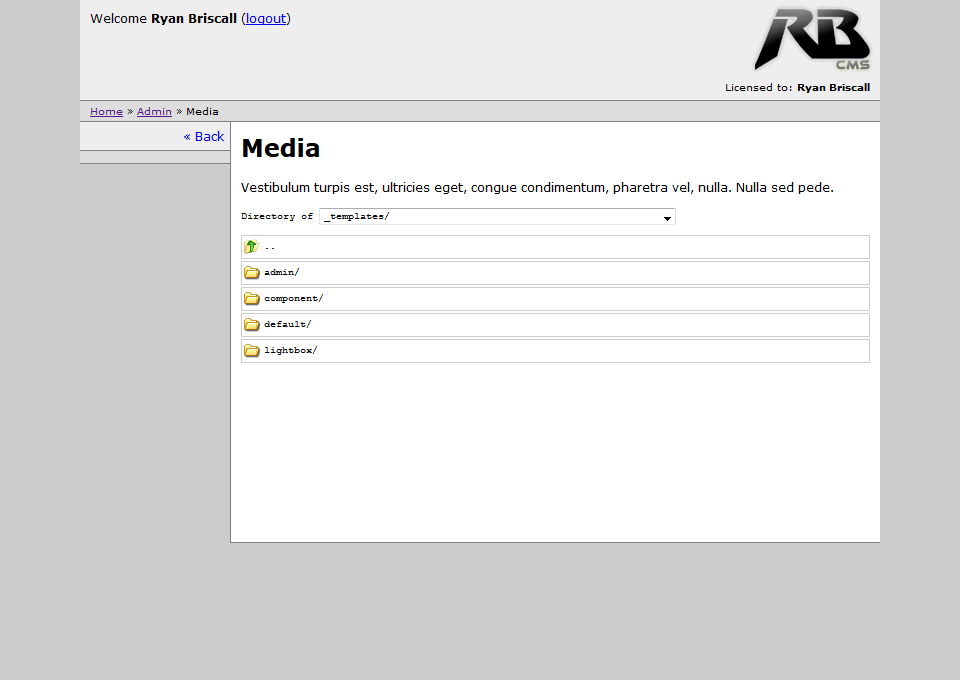 Welcome Ryan Briscall (logout)
RB
CMS
Licensed to: Ryan Briscall
Home » Admin » Media
« Back
Media
Vestibulum turpis est, ultricies eget, congue condimentum, pharetra vel, nulla. Nulla sed pede.
Directory of _templates/
..
admin/
component/
default/
lightbox/